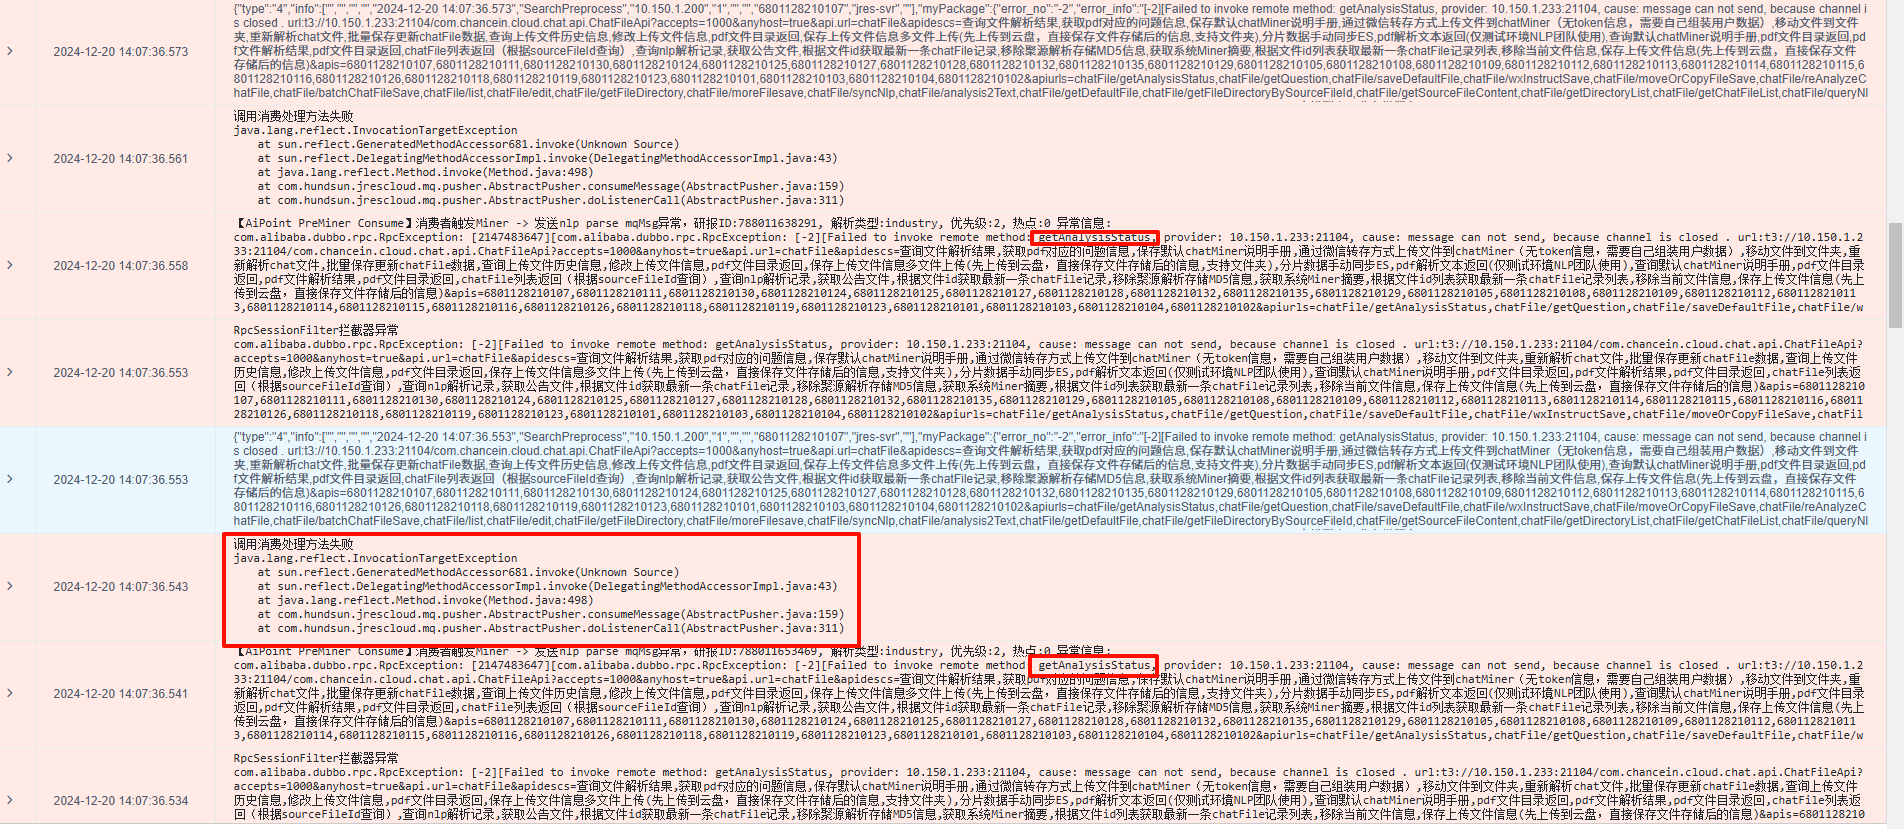 {"type":"4","info":["","","","","2024-12-20 14:07:36.573","SearchPreprocess","10.150.1.200","1","","","6801128210107","jres-svr",""],"myPackage":{"error_no":"-2","error_info":"[-2][Failed to invoke remote method: getAnalysisStatus, provider: 10.150.1.233:21104, cause: message can not send, because channel i
s closed . url:t3://10.150.1.233:21104/com.chancein.cloud.chat.api.ChatFileApi?accepts=1000&anyhost=true&api.url=chatFile&apidescs=查询文件解析结果,获取pdf对应的问题信息,保存默认chatMiner说明手册,通过微信转存方式上传文件到chatMiner（无token信息，需要自己组装用户数据）,移动文件到文件
夹,重新解析chat文件,批量保存更新chatFile数据,查询上传文件历史信息,修改上传文件信息,pdf文件目录返回,保存上传文件信息多文件上传(先上传到云盘，直接保存文件存储后的信息,支持文件夹),分片数据手动同步ES,pdf解析文本返回(仅测试环境NLP团队使用),查询默认chatMiner说明手册,pdf文件目录返回,pd
f文件解析结果,pdf文件目录返回,chatFile列表返回（根据sourceFileId查询）,查询nlp解析记录,获取公告文件,根据文件id获取最新一条chatFile记录,移除聚源解析存储MD5信息,获取系统Miner摘要,根据文件id列表获取最新一条chatFile记录列表,移除当前文件信息,保存上传文件信息(先上传到云盘，直接保存文件
存储后的信息)&apis=6801128210107,6801128210111,6801128210130,6801128210124,6801128210125,6801128210127,6801128210128,6801128210132,6801128210135,6801128210129,6801128210105,6801128210108,6801128210109,6801128210112,6801128210113,6801128210114,6801128210115,6
801128210116,6801128210126,6801128210118,6801128210119,6801128210123,6801128210101,6801128210103,6801128210104,6801128210102&apiurls=chatFile/getAnalysisStatus,chatFile/getQuestion,chatFile/saveDefaultFile,chatFile/wxInstructSave,chatFile/moveOrCopyFileSave,chatFile/reAnalyzeC
hatFile,chatFile/batchChatFileSave,chatFile/list,chatFile/edit,chatFile/getFileDirectory,chatFile/moreFilesave,chatFile/syncNlp,chatFile/analysis2Text,chatFile/getDefaultFile,chatFile/getFileDirectoryBySourceFileId,chatFile/getSourceFileContent,chatFile/getDirectoryList,chatFile/getChatFileList,chatFile/queryNl
2024-12-20 14:07:36.573
调用消费处理方法失败
java.lang.reflect.InvocationTargetException
at sun.reflect.GeneratedMethodAccessor681.invoke(Unknown Source)
at sun.reflect.DelegatingMethodAccessorImpl.invoke(DelegatingMethodAccessorImpl.java:43)
at java.lang.reflect.Method.invoke(Method.java:498)
at com.hundsun.jrescloud.mq.pusher.AbstractPusher.consumeMessage(AbstractPusher.java:159)
at com.hundsun.jrescloud.mq.pusher.AbstractPusher.doListenerCall(AbstractPusher.java:311)
2024-12-20 14:07:36.561
【AiPoint PreMiner Consume】消费者触发Miner -> 发送nlp parse mqMsg异常, 研报ID:788011638291, 解析类型:industry, 优先级:2, 热点:0 异常信息:
com.alibaba.dubbo.rpc.RpcException: [2147483647][com.alibaba.dubbo.rpc.RpcException: [-2][Failed to invoke remote method: getAnalysisStatus, provider: 10.150.1.233:21104, cause: message can not send, because channel is closed . url:t3://10.150.1.2
33:21104/com.chancein.cloud.chat.api.ChatFileApi?accepts=1000&anyhost=true&api.url=chatFile&apidescs=查询文件解析结果,获取pdf对应的问题信息,保存默认chatMiner说明手册,通过微信转存方式上传文件到chatMiner（无token信息，需要自己组装用户数据）,移动文件到文件夹,重
新解析chat文件,批量保存更新chatFile数据,查询上传文件历史信息,修改上传文件信息,pdf文件目录返回,保存上传文件信息多文件上传(先上传到云盘，直接保存文件存储后的信息,支持文件夹),分片数据手动同步ES,pdf解析文本返回(仅测试环境NLP团队使用),查询默认chatMiner说明手册,pdf文件目录
返回,pdf文件解析结果,pdf文件目录返回,chatFile列表返回（根据sourceFileId查询）,查询nlp解析记录,获取公告文件,根据文件id获取最新一条chatFile记录,移除聚源解析存储MD5信息,获取系统Miner摘要,根据文件id列表获取最新一条chatFile记录列表,移除当前文件信息,保存上传文件信息(先上
传到云盘，直接保存文件存储后的信息)&apis=6801128210107,6801128210111,6801128210130,6801128210124,6801128210125,6801128210127,6801128210128,6801128210132,6801128210135,6801128210129,6801128210105,6801128210108,6801128210109,6801128210112,680112821011
3,6801128210114,6801128210115,6801128210116,6801128210126,6801128210118,6801128210119,6801128210123,6801128210101,6801128210103,6801128210104,6801128210102&apiurls=chatFile/getAnalysisStatus,chatFile/getQuestion,chatFile/saveDefaultFile,chatFile/w
2024-12-20 14:07:36.558
RpcSessionFilter拦截器异常
com.alibaba.dubbo.rpc.RpcException: [-2][Failed to invoke remote method: getAnalysisStatus, provider: 10.150.1.233:21104, cause: message can not send, because channel is closed . url:t3://10.150.1.233:21104/com.chancein.cloud.chat.api.ChatFileApi?
accepts=1000&anyhost=true&api.url=chatFile&apidescs=查询文件解析结果,获取pdf对应的问题信息,保存默认chatMiner说明手册,通过微信转存方式上传文件到chatMiner（无token信息，需要自己组装用户数据）,移动文件到文件夹,重新解析chat文件,批量保存更新chatFile数据,查询上传文件
历史信息,修改上传文件信息,pdf文件目录返回,保存上传文件信息多文件上传(先上传到云盘，直接保存文件存储后的信息,支持文件夹),分片数据手动同步ES,pdf解析文本返回(仅测试环境NLP团队使用),查询默认chatMiner说明手册,pdf文件目录返回,pdf文件解析结果,pdf文件目录返回,chatFile列表
返回（根据sourceFileId查询）,查询nlp解析记录,获取公告文件,根据文件id获取最新一条chatFile记录,移除聚源解析存储MD5信息,获取系统Miner摘要,根据文件id列表获取最新一条chatFile记录列表,移除当前文件信息,保存上传文件信息(先上传到云盘，直接保存文件存储后的信息)&apis=6801128210
107,6801128210111,6801128210130,6801128210124,6801128210125,6801128210127,6801128210128,6801128210132,6801128210135,6801128210129,6801128210105,6801128210108,6801128210109,6801128210112,6801128210113,6801128210114,6801128210115,6801128210116,68011
28210126,6801128210118,6801128210119,6801128210123,6801128210101,6801128210103,6801128210104,6801128210102&apiurls=chatFile/getAnalysisStatus,chatFile/getQuestion,chatFile/saveDefaultFile,chatFile/wxInstructSave,chatFile/moveOrCopyFileSave,chatFil
2024-12-20 14:07:36.553
{"type":"4","info":["","","","","2024-12-20 14:07:36.553","SearchPreprocess","10.150.1.200","1","","","6801128210107","jres-svr",""],"myPackage":{"error_no":"-2","error_info":"[-2][Failed to invoke remote method: getAnalysisStatus, provider: 10.150.1.233:21104, cause: message can not send, because channel i
s closed . url:t3://10.150.1.233:21104/com.chancein.cloud.chat.api.ChatFileApi?accepts=1000&anyhost=true&api.url=chatFile&apidescs=查询文件解析结果,获取pdf对应的问题信息,保存默认chatMiner说明手册,通过微信转存方式上传文件到chatMiner（无token信息，需要自己组装用户数据）,移动文件到文件
夹,重新解析chat文件,批量保存更新chatFile数据,查询上传文件历史信息,修改上传文件信息,pdf文件目录返回,保存上传文件信息多文件上传(先上传到云盘，直接保存文件存储后的信息,支持文件夹),分片数据手动同步ES,pdf解析文本返回(仅测试环境NLP团队使用),查询默认chatMiner说明手册,pdf文件目录返回,pd
f文件解析结果,pdf文件目录返回,chatFile列表返回（根据sourceFileId查询）,查询nlp解析记录,获取公告文件,根据文件id获取最新一条chatFile记录,移除聚源解析存储MD5信息,获取系统Miner摘要,根据文件id列表获取最新一条chatFile记录列表,移除当前文件信息,保存上传文件信息(先上传到云盘，直接保存文件
存储后的信息)&apis=6801128210107,6801128210111,6801128210130,6801128210124,6801128210125,6801128210127,6801128210128,6801128210132,6801128210135,6801128210129,6801128210105,6801128210108,6801128210109,6801128210112,6801128210113,6801128210114,6801128210115,6
801128210116,6801128210126,6801128210118,6801128210119,6801128210123,6801128210101,6801128210103,6801128210104,6801128210102&apiurls=chatFile/getAnalysisStatus,chatFile/getQuestion,chatFile/saveDefaultFile,chatFile/wxInstructSave,chatFile/moveOrCopyFileSave,chatFile/reAnalyzeC
hatFile,chatFile/batchChatFileSave,chatFile/list,chatFile/edit,chatFile/getFileDirectory,chatFile/moreFilesave,chatFile/syncNlp,chatFile/analysis2Text,chatFile/getDefaultFile,chatFile/getFileDirectoryBySourceFileId,chatFile/getSourceFileContent,chatFile/getDirectoryList,chatFile/getChatFileList,chatFile/queryNl
2024-12-20 14:07:36.553
调用消费处理方法失败
java.lang.reflect.InvocationTargetException
at sun.reflect.GeneratedMethodAccessor681.invoke(Unknown Source)
at sun.reflect.DelegatingMethodAccessorImpl.invoke(DelegatingMethodAccessorImpl.java:43)
at java.lang.reflect.Method.invoke(Method.java:498)
at com.hundsun.jrescloud.mq.pusher.AbstractPusher.consumeMessage(AbstractPusher.java:159)
at com.hundsun.jrescloud.mq.pusher.AbstractPusher.doListenerCall(AbstractPusher.java:311)
2024-12-20 14:07:36.543
【AiPoint PreMiner Consume】消费者触发Miner -> 发送nlp parse mqMsg异常, 研报ID:788011653469, 解析类型:industry, 优先级:2, 热点:0 异常信息:
com.alibaba.dubbo.rpc.RpcException: [2147483647][com.alibaba.dubbo.rpc.RpcException: [-2][Failed to invoke remote method getAnalysisStatus, provider: 10.150.1.233:21104, cause: message can not send, because channel is closed . url:t3://10.150.1.2
33:21104/com.chancein.cloud.chat.api.ChatFileApi?accepts=1000&anyhost=true&api.url=chatFile&apidescs=查询文件解析结果,获取pdf对应的问题信息,保存默认chatMiner说明手册,通过微信转存方式上传文件到chatMiner（无token信息，需要自己组装用户数据）,移动文件到文件夹,重
新解析chat文件,批量保存更新chatFile数据,查询上传文件历史信息,修改上传文件信息,pdf文件目录返回,保存上传文件信息多文件上传(先上传到云盘，直接保存文件存储后的信息,支持文件夹),分片数据手动同步ES,pdf解析文本返回(仅测试环境NLP团队使用),查询默认chatMiner说明手册,pdf文件目录
返回,pdf文件解析结果,pdf文件目录返回,chatFile列表返回（根据sourceFileId查询）,查询nlp解析记录,获取公告文件,根据文件id获取最新一条chatFile记录,移除聚源解析存储MD5信息,获取系统Miner摘要,根据文件id列表获取最新一条chatFile记录列表,移除当前文件信息,保存上传文件信息(先上
传到云盘，直接保存文件存储后的信息)&apis=6801128210107,6801128210111,6801128210130,6801128210124,6801128210125,6801128210127,6801128210128,6801128210132,6801128210135,6801128210129,6801128210105,6801128210108,6801128210109,6801128210112,680112821011
3,6801128210114,6801128210115,6801128210116,6801128210126,6801128210118,6801128210119,6801128210123,6801128210101,6801128210103,6801128210104,6801128210102&apiurls=chatFile/getAnalysisStatus,chatFile/getQuestion,chatFile/saveDefaultFile,chatFile/w
2024-12-20 14:07:36.541
RpcSessionFilter拦截器异常
com.alibaba.dubbo.rpc.RpcException: [-2][Failed to invoke remote method: getAnalysisStatus, provider: 10.150.1.233:21104, cause: message can not send, because channel is closed . url:t3://10.150.1.233:21104/com.chancein.cloud.chat.api.ChatFileApi?
accepts=1000&anyhost=true&api.url=chatFile&apidescs=查询文件解析结果,获取pdf对应的问题信息,保存默认chatMiner说明手册,通过微信转存方式上传文件到chatMiner（无token信息，需要自己组装用户数据）,移动文件到文件夹,重新解析chat文件,批量保存更新chatFile数据,查询上传文件
历史信息,修改上传文件信息,pdf文件目录返回,保存上传文件信息多文件上传(先上传到云盘，直接保存文件存储后的信息,支持文件夹),分片数据手动同步ES,pdf解析文本返回(仅测试环境NLP团队使用),查询默认chatMiner说明手册,pdf文件目录返回,pdf文件解析结果,pdf文件目录返回,chatFile列表
返回（根据sourceFileId查询）,查询nlp解析记录,获取公告文件,根据文件id获取最新一条chatFile记录,移除聚源解析存储MD5信息,获取系统Miner摘要,根据文件id列表获取最新一条chatFile记录列表,移除当前文件信息,保存上传文件信息(先上传到云盘，直接保存文件存储后的信息)&apis=6801128210
2024-12-20 14:07:36.534